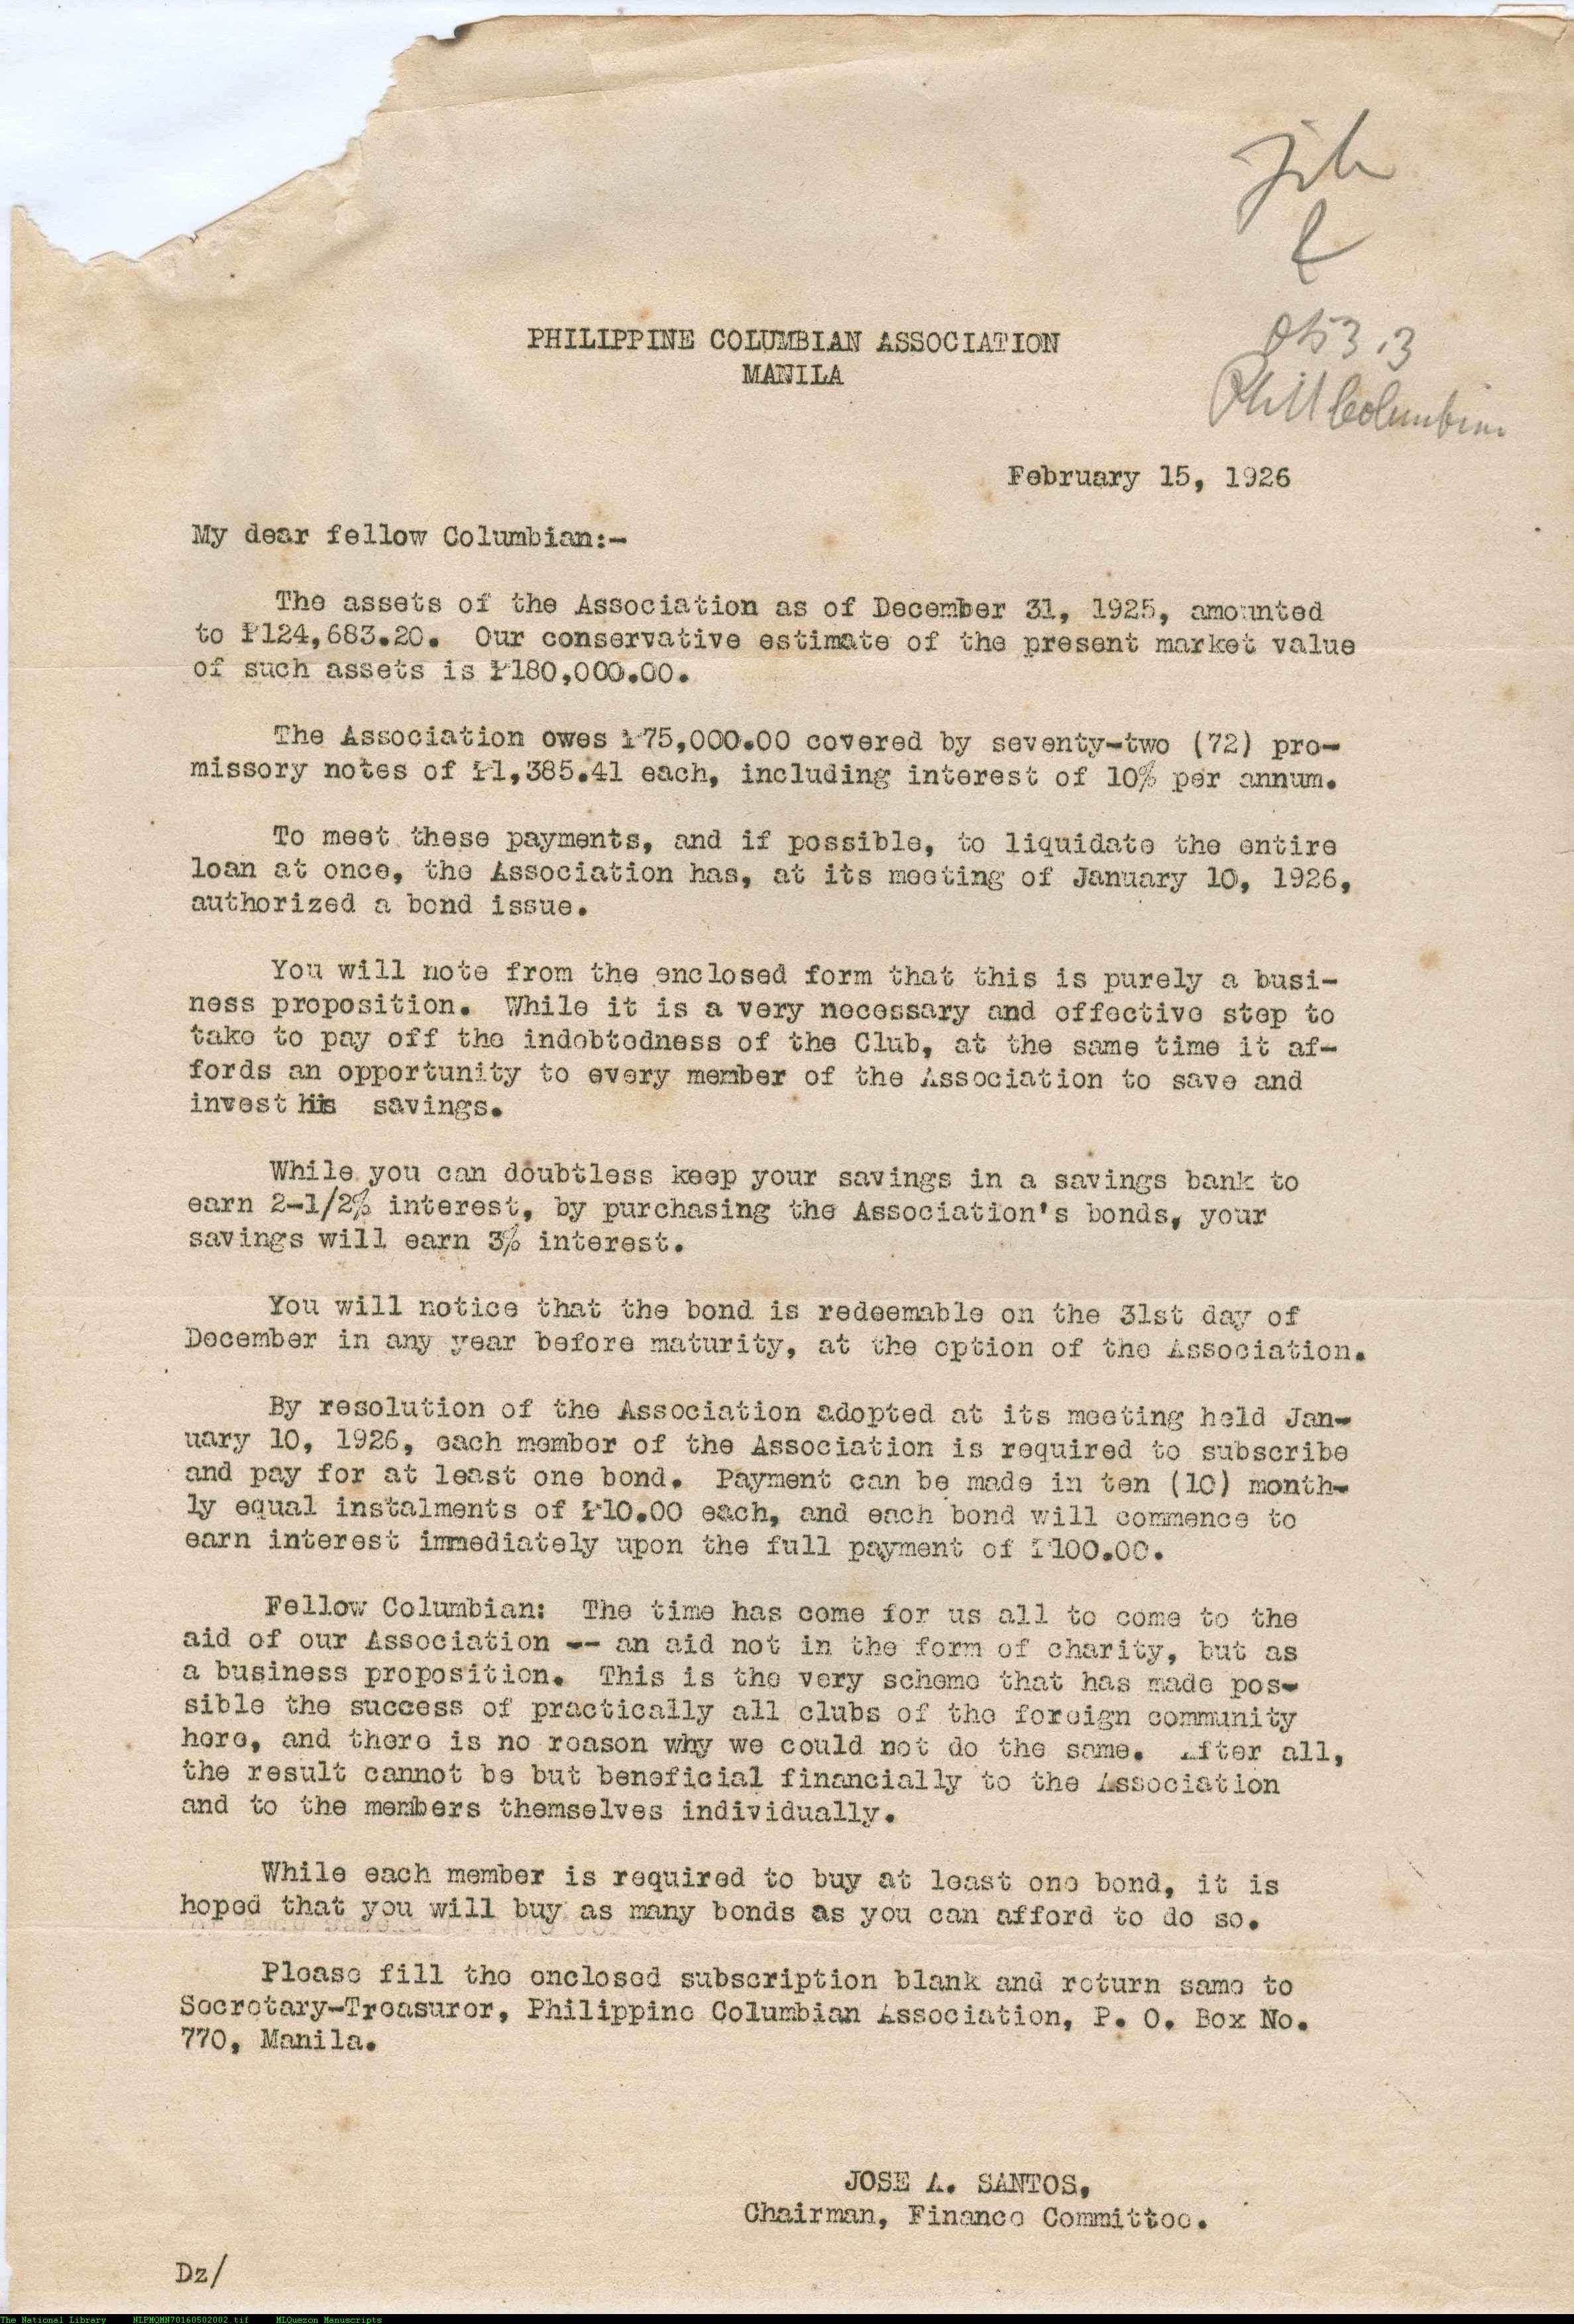 PHILIPPINE COLUMBIAN ASSOCIATION
MANILA
053.3
Phil Columbian
February 15, 1926
My dear fellow Columbian:-
The assets of the Association as of December 31, 1925, amounted
to ₱124,683.20. Our conservative estimate of the present market value
of such assets is ₱180,000.00.
The Association owes ₱75,000.00 covered by seventy-two (72) pro-
missory notes of ₱1,385.41 each, including interest of 10% per annum.
To meet these payments, and if possible, to liquidate the entire
loan at once, the Association has, at its meeting of January 10, 1926,
authorized a bond issue.
You will note from the enclosed form that this is purely a busi-
ness proposition. While it is a very necessary and effective step to
take to pay off the indebtedness of the Club, at the same time it af-
fords an opportunity to every member of the Association to save and
invest his savings.
While you can doubtless keep your savings in a savings bank to
earn 2-1/2% interest, by purchasing the Association's bonds, your
savings will earn 3% interest.
You will notice that the bond is redeemable on the 31st day of
December in any year before maturity, at the option of the Association.
By resolution of the Association adopted at its meeting held Jan-
uary 10, 1926, each member of the Association is required to subscribe
and pay for at least one bond. Payment can be made in ten (10) month-
ly equal instalments of ₱10.00 each, and each bond will commence to
earn interest immediately upon the full payment of ₱100.00.
Fellow Columbian: The time has come for us all to come to the
aid of our Association -- an aid not in the form of charity, but as
a business proposition. This is the very scheme that has made pos-
sible the success of practically all clubs of the foreign community
here, and there is no reason why we could not do the same. After all,
the result cannot be but beneficial financially to the Association
and to the members themselves individually.
While each member is required to buy at least one bond, it is
hoped that you will buy as many bonds as you can afford to do so.
Please fill the enclosed subscription blank and return same to
Secretary-Treasurer, Philippine Columbian Association, P. O. Box No.
770, Manila.
JOSE A. SANTOS,
Chairman, Finance Committee.
Dz/
The National Library NLPMQMN70160502002.tif MLQuezon Manuscripts